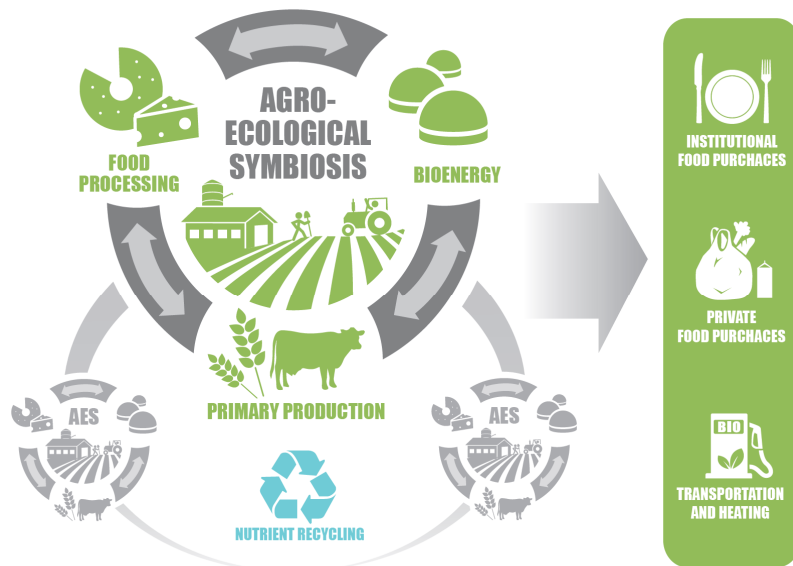 AGRO-
ECOLOGICAL
SYMBIOSIS
FOOD
PROCESSING
BIOENERGY
PRIMARY PRODUCTION
AES
AES
NUTRIENT RECYCLING
INSTITUTIONAL
FOOD PURCHACES
PRIVATE
FOOD PURCHACES
BIO
TRANSPORTATION
AND HEATING